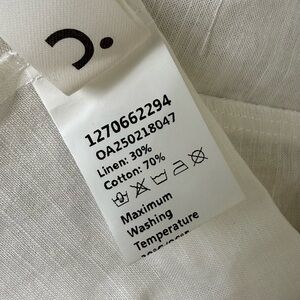 1270662294
OA250218047
Linen: 30%
Cotton: 70%
Maximum
Washing
Temperature